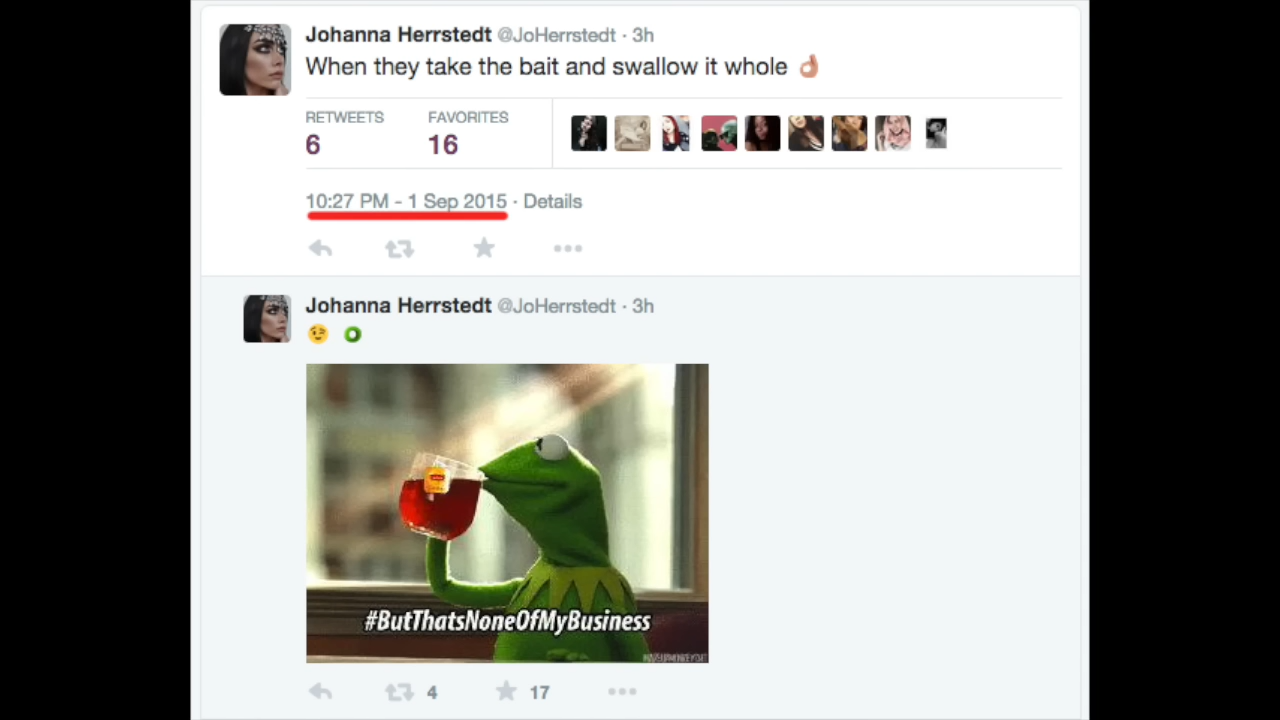 Johanna Herrstedt @JoHerrstedt · 3h
When they take the bait and swallow it whole 👌
RETWEETS FAVORITES
6 16
10:27 PM - 1 Sep 2015 · Details
Johanna Herrstedt @JoHerrstedt · 3h
😉
#ButThatsNoneOfMyBusiness
4 17